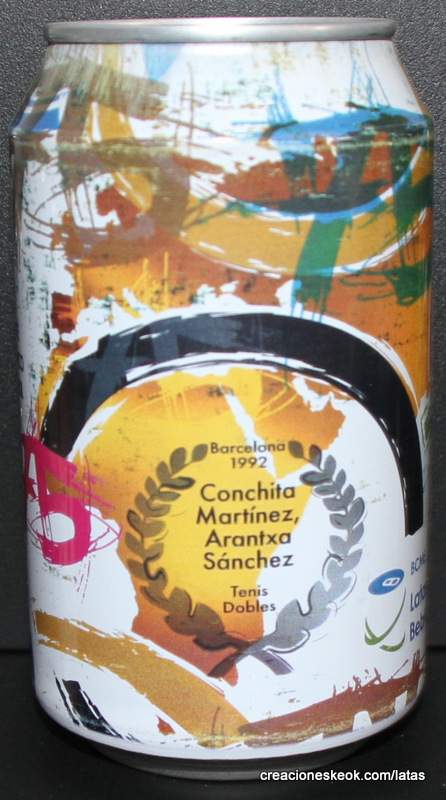 Barcelona
1992
Conchita
Martínez,
Arantxa
Sánchez
Tenis
Dobles
creacioneskeok.com/latas